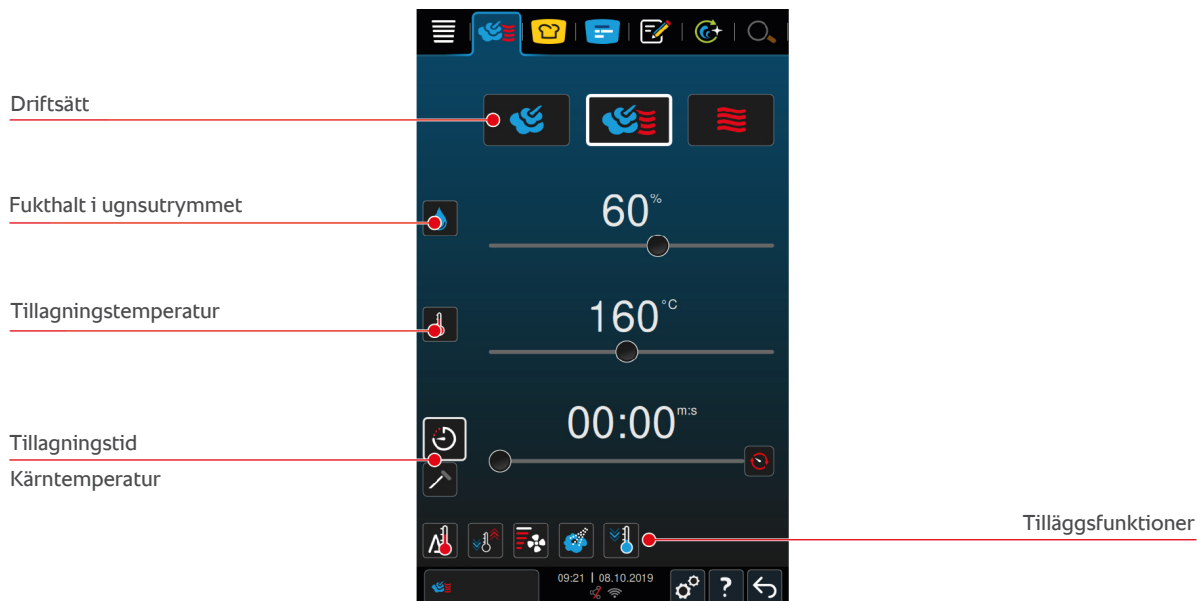 Driftsätt
Fukthalt i ugnsutrymmet
60%
Tillagningstemperatur
160°C
00:00 m:s
Tillagningstid
Kärntemperatur
Tilläggsfunktioner
09:21 | 08.10.2019
?